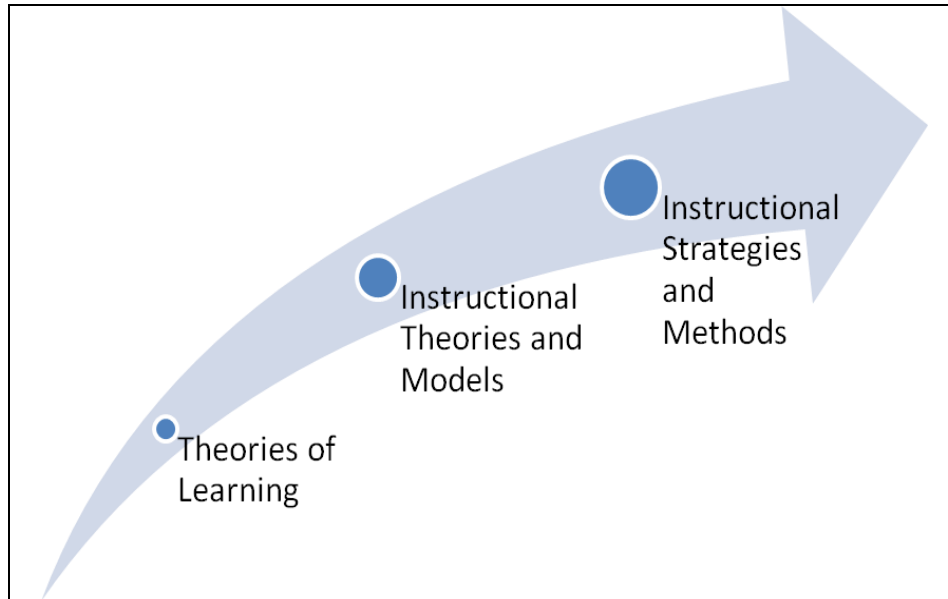 Theories of
Learning
Instructional
Theories and
Models
Instructional
Strategies
and
Methods